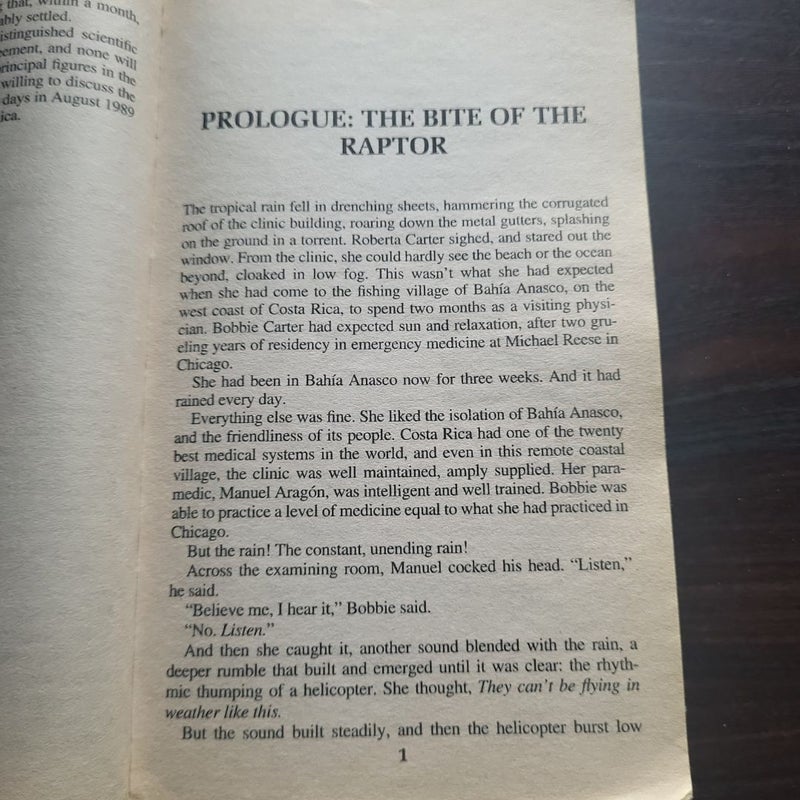 that, within a month,
ably settled.
istinguished scientific
ement, and none will
rincipal figures in the
willing to discuss the
days in August 1989
ica.
PROLOGUE: THE BITE OF THE
RAPTOR
The tropical rain fell in drenching sheets, hammering the corrugated
roof of the clinic building, roaring down the metal gutters, splashing
on the ground in a torrent. Roberta Carter sighed, and stared out the
window. From the clinic, she could hardly see the beach or the ocean
beyond, cloaked in low fog. This wasn't what she had expected
when she had come to the fishing village of Bahía Anasco, on the
west coast of Costa Rica, to spend two months as a visiting physi-
cian. Bobbie Carter had expected sun and relaxation, after two gru-
eling years of residency in emergency medicine at Michael Reese in
Chicago.
She had been in Bahía Anasco now for three weeks. And it had
rained every day.
Everything else was fine. She liked the isolation of Bahía Anasco,
and the friendliness of its people. Costa Rica had one of the twenty
best medical systems in the world, and even in this remote coastal
village, the clinic was well maintained, amply supplied. Her para-
medic, Manuel Aragón, was intelligent and well trained. Bobbie was
able to practice a level of medicine equal to what she had practiced in
Chicago.
But the rain! The constant, unending rain!
Across the examining room, Manuel cocked his head. “Listen,”
he said.
“Believe me, I hear it,” Bobbie said.
“No. Listen.”
And then she caught it, another sound blended with the rain, a
deeper rumble that built and emerged until it was clear: the rhyth-
mic thumping of a helicopter. She thought, They can't be flying in
weather like this.
But the sound built steadily, and then the helicopter burst low
1